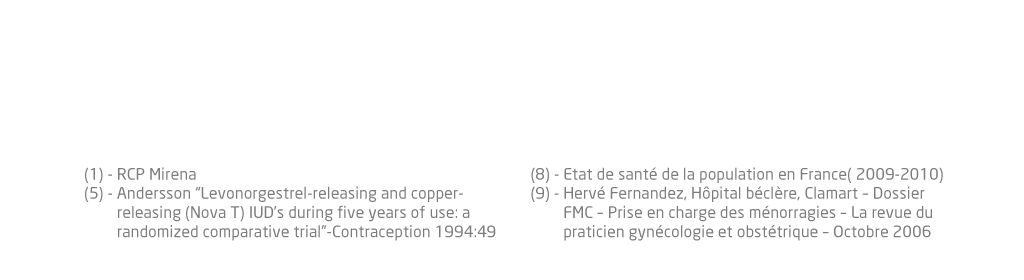 (1) - RCP Mirena
(5) - Andersson "Levonorgestrel-releasing and copper-
releasing (Nova T) IUD's during five years of use: a
randomized comparative trial"-Contraception 1994:49
(8) - Etat de santé de la population en France( 2009-2010)
(9) - Hervé Fernandez, Hôpital béclère, Clamart – Dossier
FMC – Prise en charge des ménorragies – La revue du
praticien gynécologie et obstétrique – Octobre 2006